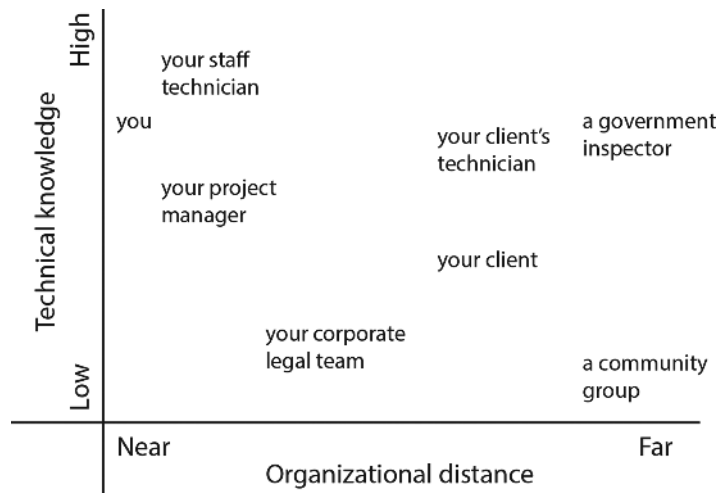 High
Technical knowledge
Low
your staff
technician
you
your client's
technician
a government
inspector
your project
manager
your client
your corporate
legal team
a community
group
Near
Far
Organizational distance